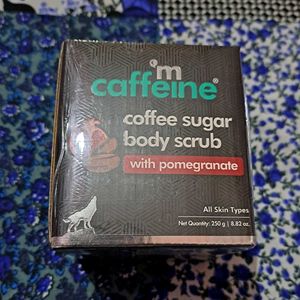 'm
caffeine®
coffee sugar
body scrub
with pomegranate
All Skin Types
Net Quantity: 250 g | 8.82 oz.